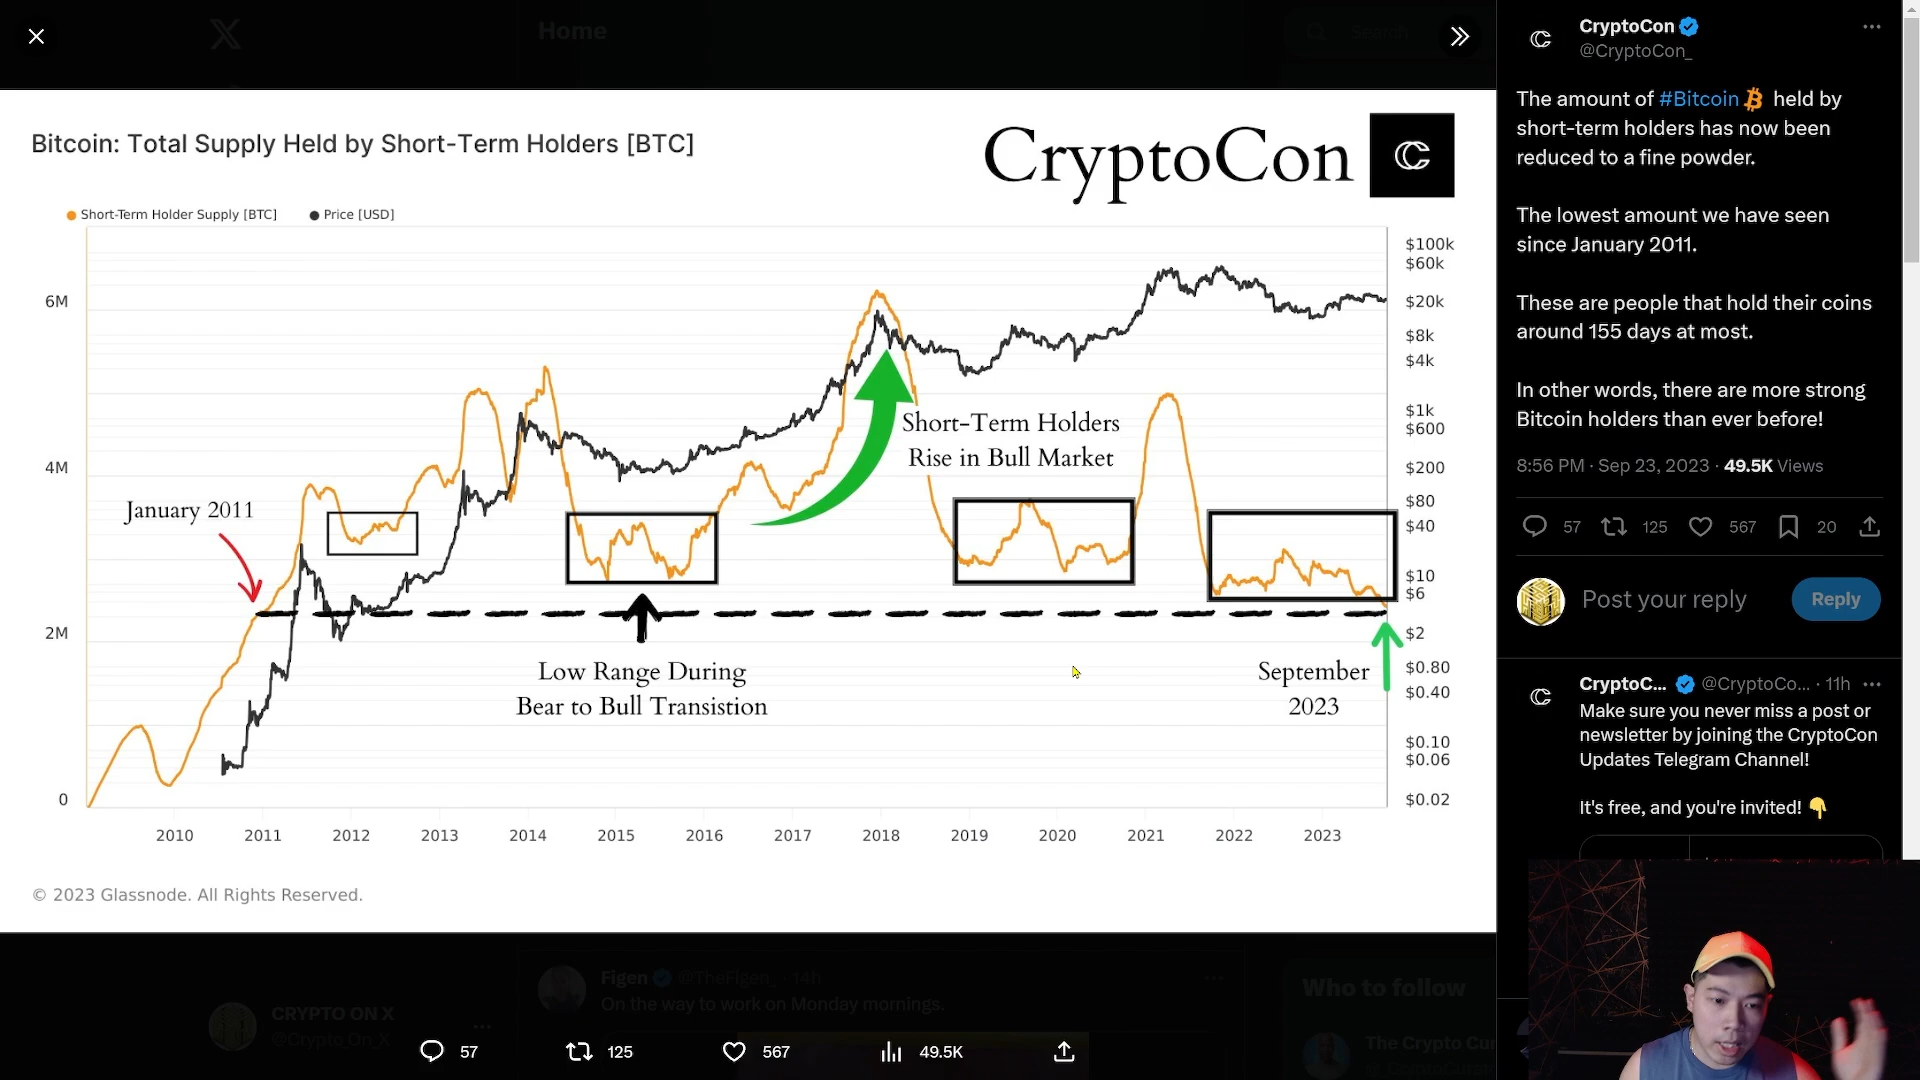 Home
Search
Bitcoin: Total Supply Held by Short-Term Holders [BTC]
CryptoCon
Short-Term Holder Supply [BTC]
Price [USD]
6M
4M
2M
0
$100k
$60k
$20k
$8k
$4k
$1k
$600
$200
$80
$40
$10
$6
$2
$0.80
$0.40
$0.10
$0.06
$0.02
January 2011
Short-Term Holders
Rise in Bull Market
Low Range During
Bear to Bull Transistion
September
2023
2010 2011 2012 2013 2014 2015 2016 2017 2018 2019 2020 2021 2022 2023
© 2023 Glassnode. All Rights Reserved.
CRYPTO ON X
@Crypto_On_X
Figen @TheFigen_ · 14h
On the way to work on Monday mornings.
Who to follow
57 125 567 49.5K
CryptoCon
@CryptoCon_
The amount of #Bitcoin held by
short-term holders has now been
reduced to a fine powder.
The lowest amount we have seen
since January 2011.
These are people that hold their coins
around 155 days at most.
In other words, there are more strong
Bitcoin holders than ever before!
8:56 PM · Sep 23, 2023 · 49.5K Views
57 125 567 20
Post your reply
Reply
CryptoC... @CryptoCo... · 11h
Make sure you never miss a post or
newsletter by joining the CryptoCon
Updates Telegram Channel!
It's free, and you're invited!